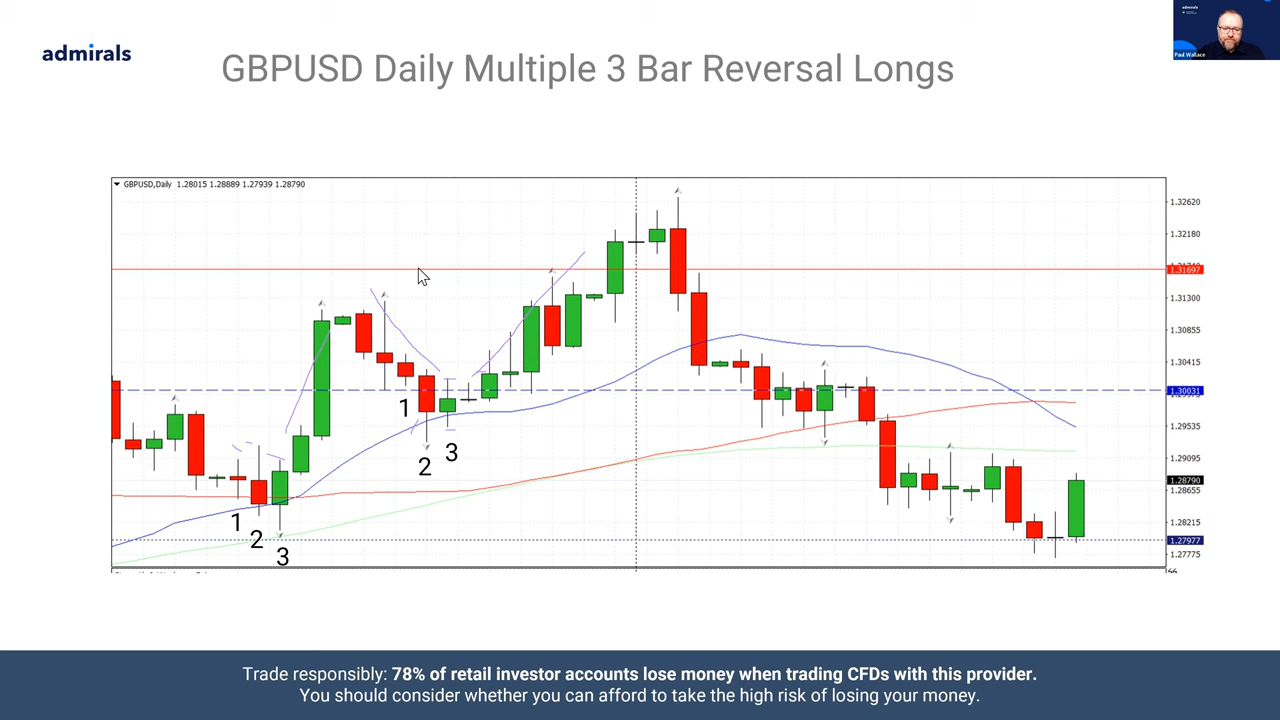 admirals
GBPUSD Daily Multiple 3 Bar Reversal Longs
admirals
Paul Wallace
GBPUSD,Daily 1.28015 1.28889 1.27939 1.28790
1.32620
1.32180
1.31697
1.31300
1.30855
1.30415
1.30031
1.29535
1.29095
1.28790
1.28655
1.28215
1.27977
1.27775
1
2
3
1
2
3
Trade responsibly: 78% of retail investor accounts lose money when trading CFDs with this provider.
You should consider whether you can afford to take the high risk of losing your money.